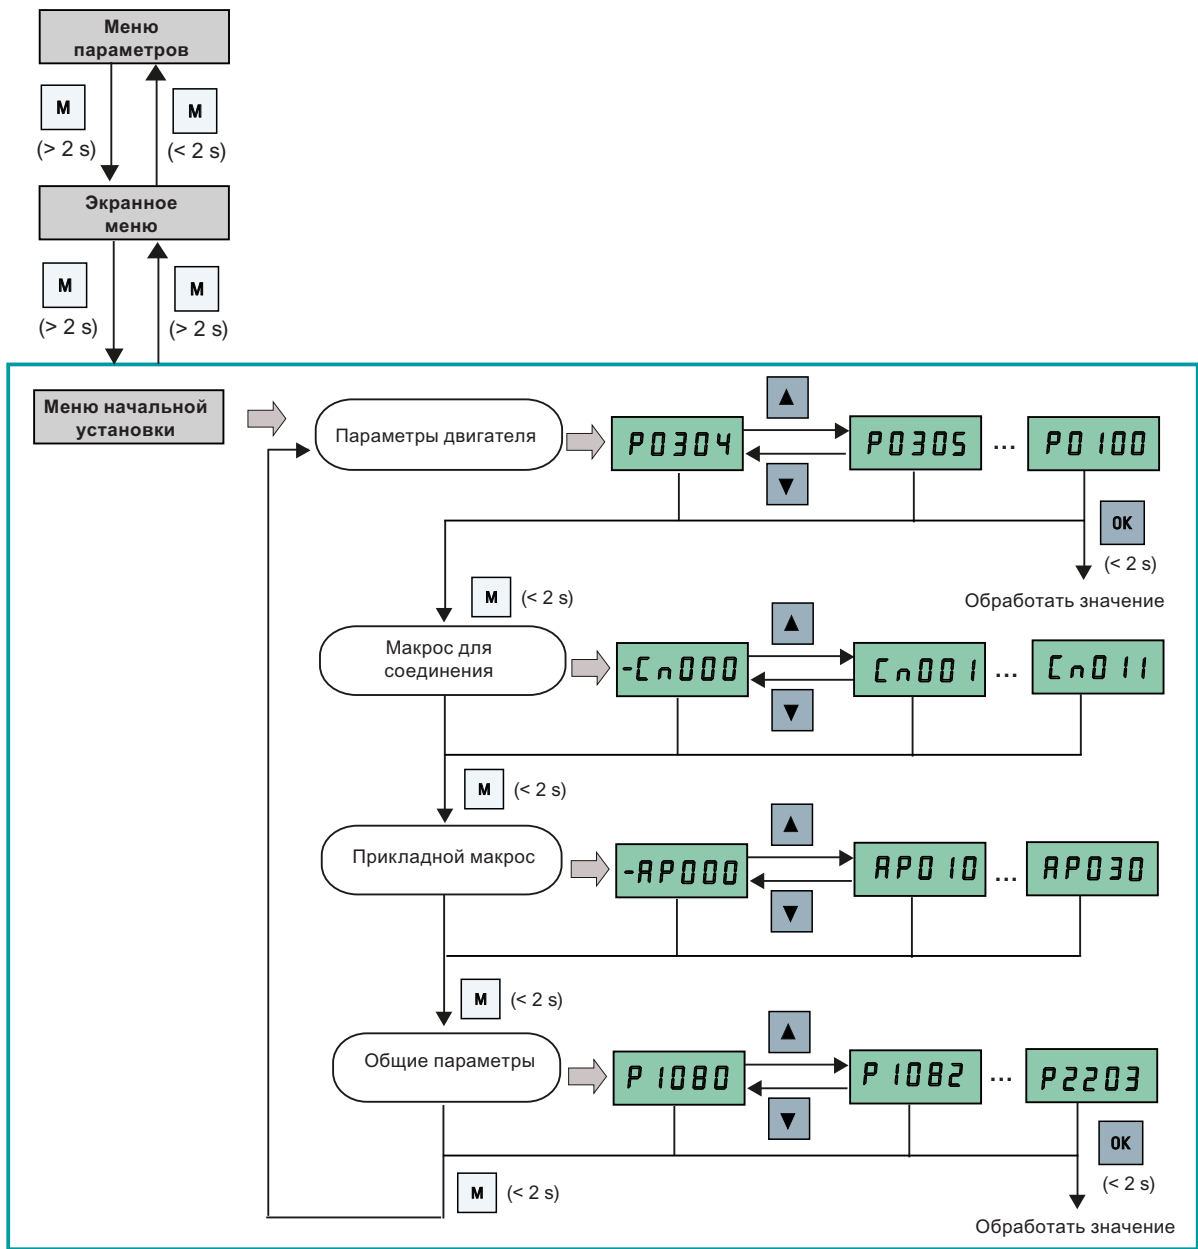 Меню
параметров
M
M
(> 2 s)
(< 2 s)
Экранное
меню
M
M
(> 2 s)
(> 2 s)
Меню начальной
установки
Параметры двигателя
P0304
P0305
...
P0100
OK
(< 2 s)
Обработать значение
M
(< 2 s)
Макрос для
соединения
-Cn000
Cn001
...
Cn011
M
(< 2 s)
Прикладной макрос
-AP000
AP010
...
AP030
M
(< 2 s)
Общие параметры
P1080
P1082
...
P2203
OK
(< 2 s)
M
(< 2 s)
Обработать значение